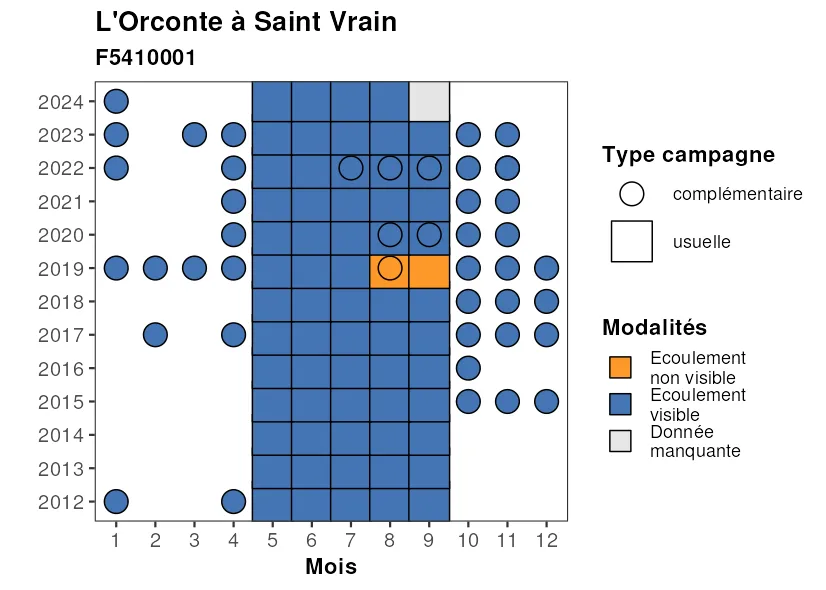 L'Orconte à Saint Vrain
F5410001
2024
2023
2022
2021
2020
2019
2018
2017
2016
2015
2014
2013
2012
1 2 3 4 5 6 7 8 9 10 11 12
Mois
Type campagne
complémentaire
usuelle
Modalités
Ecoulement
non visible
Ecoulement
visible
Donnée
manquante